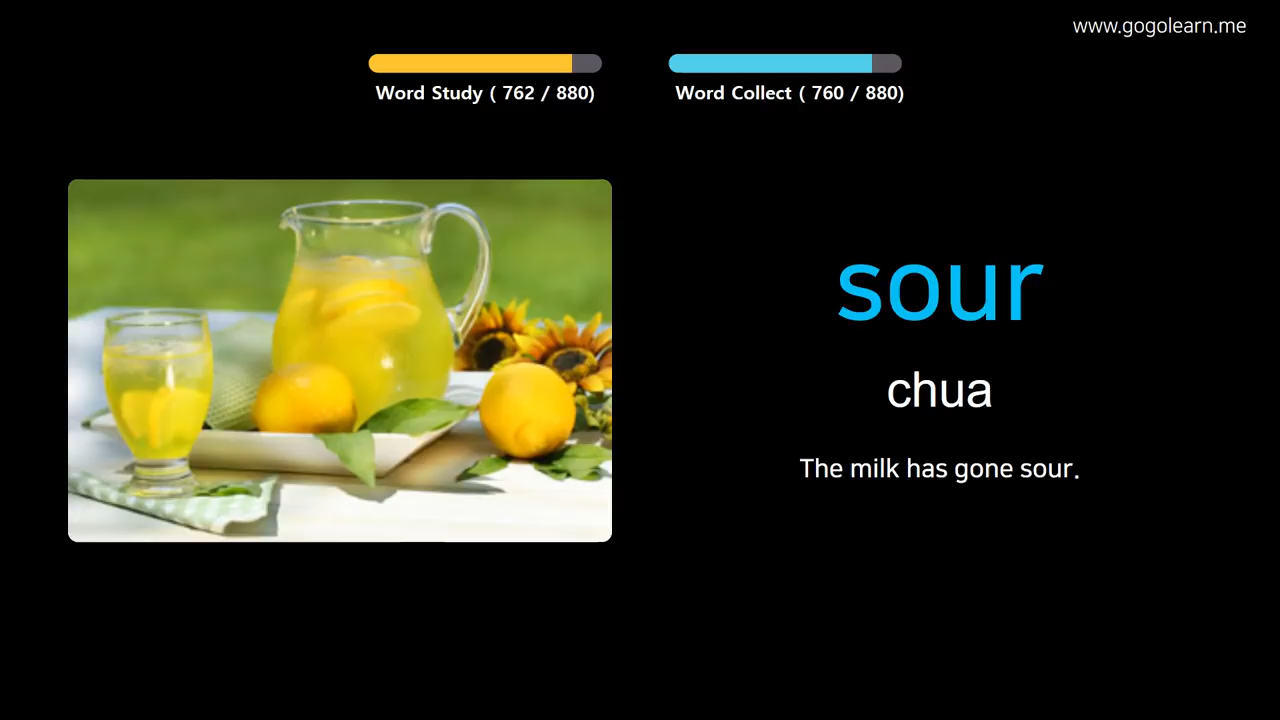 www.gogolearn.me
Word Study ( 762 / 880)
Word Collect ( 760 / 880)
sour
chua
The milk has gone sour.